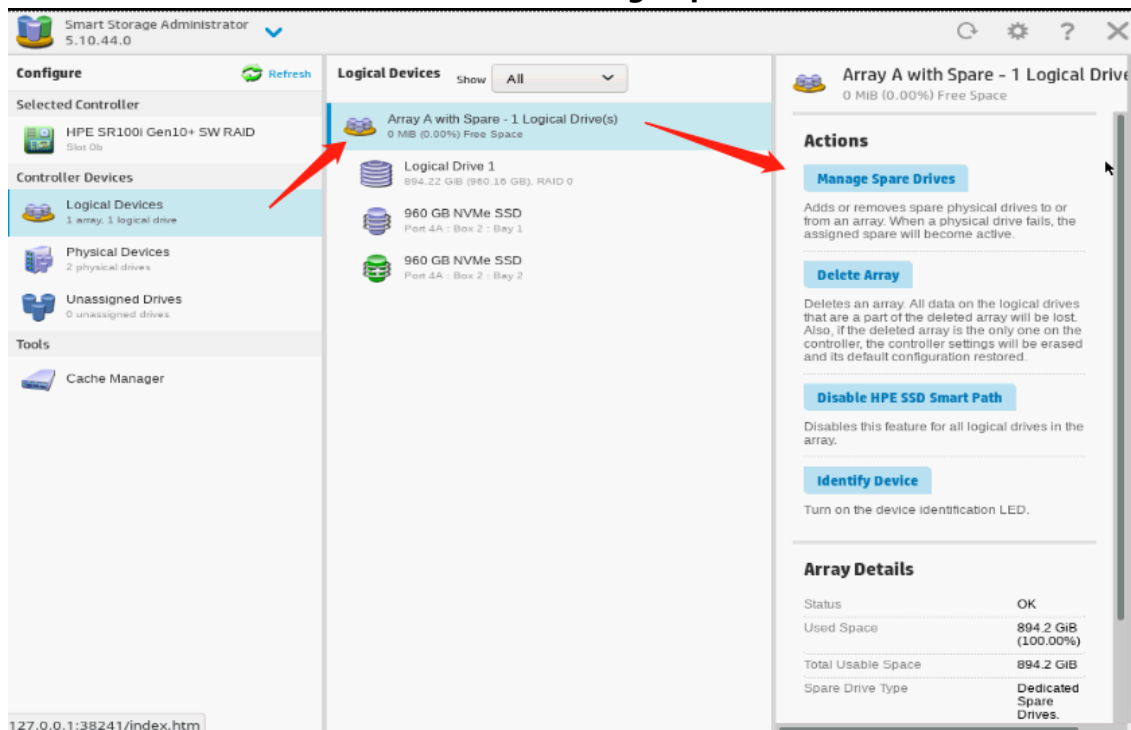 Smart Storage Administrator
5.10.44.0
Configure
Refresh
Selected Controller
HPE SR100i Gen10+ SW RAID
Slot 0b
Controller Devices
Logical Devices
1 array, 1 logical drive
Physical Devices
2 physical drives
Unassigned Drives
0 unassigned drives
Tools
Cache Manager
127.0.0.1:38241/index.htm
Logical Devices Show All
Array A with Spare - 1 Logical Drive(s)
0 MiB (0.00%) Free Space
Logical Drive 1
894.22 GiB (960.16 GB), RAID 0
960 GB NVMe SSD
Port 4A : Box 2 : Bay 1
960 GB NVMe SSD
Port 4A : Box 2 : Bay 2
?
Array A with Spare - 1 Logical Drive
0 MiB (0.00%) Free Space
Actions
Manage Spare Drives
Adds or removes spare physical drives to or
from an array. When a physical drive fails, the
assigned spare will become active.
Delete Array
Deletes an array. All data on the logical drives
that are a part of the deleted array will be lost.
Also, if the deleted array is the only one on the
controller, the controller settings will be erased
and its default configuration restored.
Disable HPE SSD Smart Path
Disables this feature for all logical drives in the
array.
Identify Device
Turn on the device identification LED.
Array Details
Status OK
Used Space 894.2 GiB
(100.00%)
Total Usable Space 894.2 GiB
Spare Drive Type Dedicated
Spare
Drives.